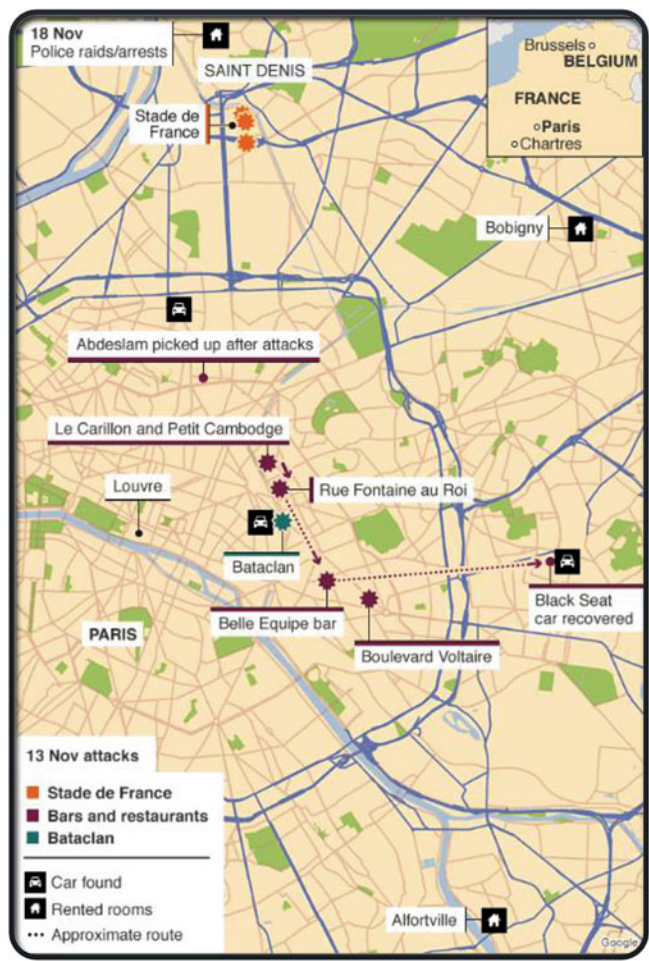 18 Nov
Police raids/arrests
SAINT DENIS
Stade de
France
Brussels
BELGIUM
FRANCE
Paris
Chartres
Bobigny
Abdeslam picked up after attacks
Le Carillon and Petit Cambodge
Rue Fontaine au Roi
Louvre
Bataclan
Belle Equipe bar
Black Seat
car recovered
PARIS
Boulevard Voltaire
13 Nov attacks
Stade de France
Bars and restaurants
Bataclan
Car found
Rented rooms
Approximate route
Alfortville
Google